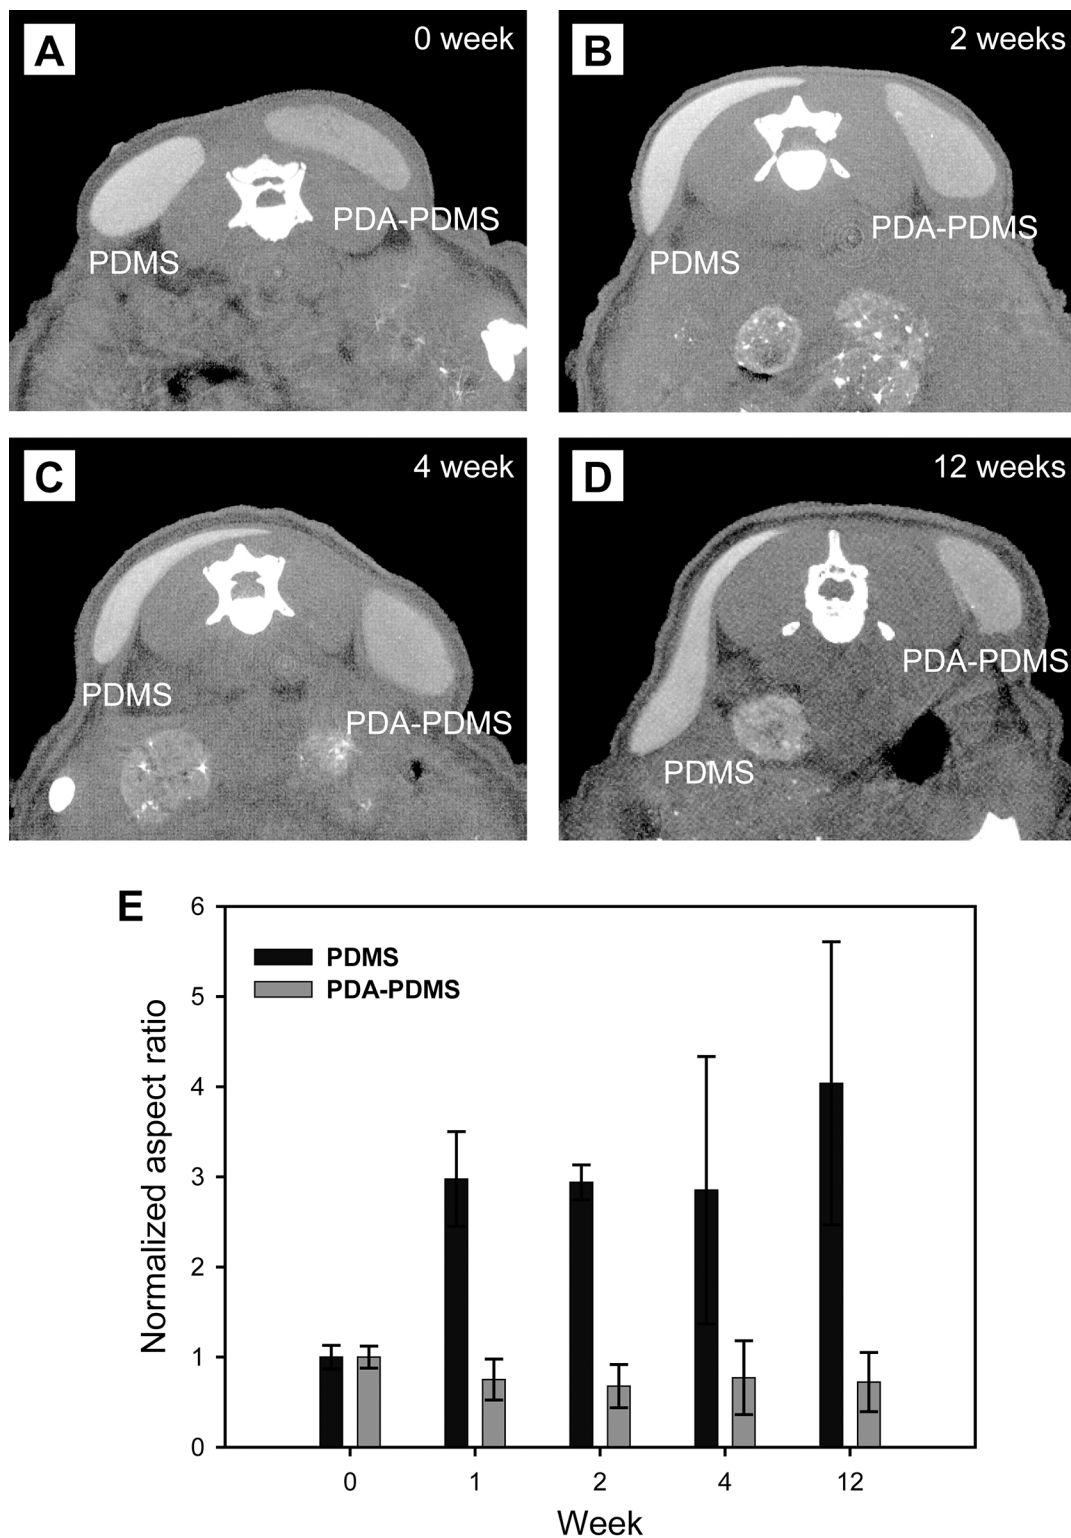 A
0 week
PDMS
PDA-PDMS
B
2 weeks
PDMS
PDA-PDMS
C
4 week
PDMS
PDA-PDMS
D
12 weeks
PDMS
PDA-PDMS
E
Normalized aspect ratio
6
5
4
3
2
1
0
PDMS
PDA-PDMS
0 1 2 4 12
Week